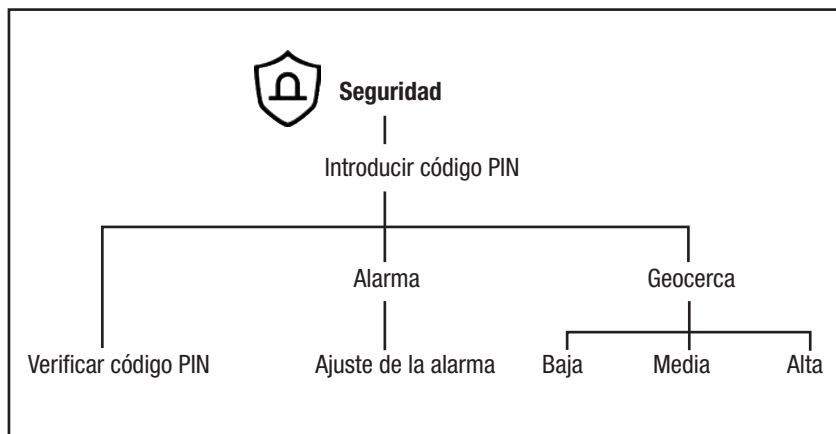 Seguridad
Introducir código PIN
Alarma
Geocerca
Verificar código PIN
Ajuste de la alarma
Baja
Media
Alta